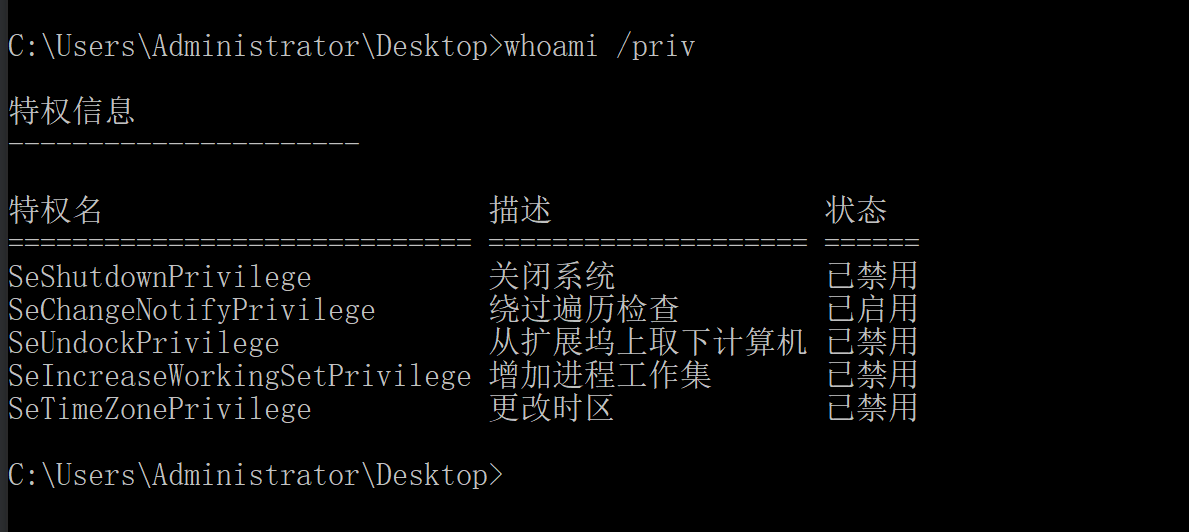 C:\Users\Administrator\Desktop>whoami /priv
特权信息
----------------------
特权名                        描述                 状态
============================= ==================== ======
SeShutdownPrivilege           关闭系统             已禁用
SeChangeNotifyPrivilege       绕过遍历检查         已启用
SeUndockPrivilege             从扩展坞上取下计算机 已禁用
SeIncreaseWorkingSetPrivilege 增加进程工作集       已禁用
SeTimeZonePrivilege           更改时区             已禁用
C:\Users\Administrator\Desktop>